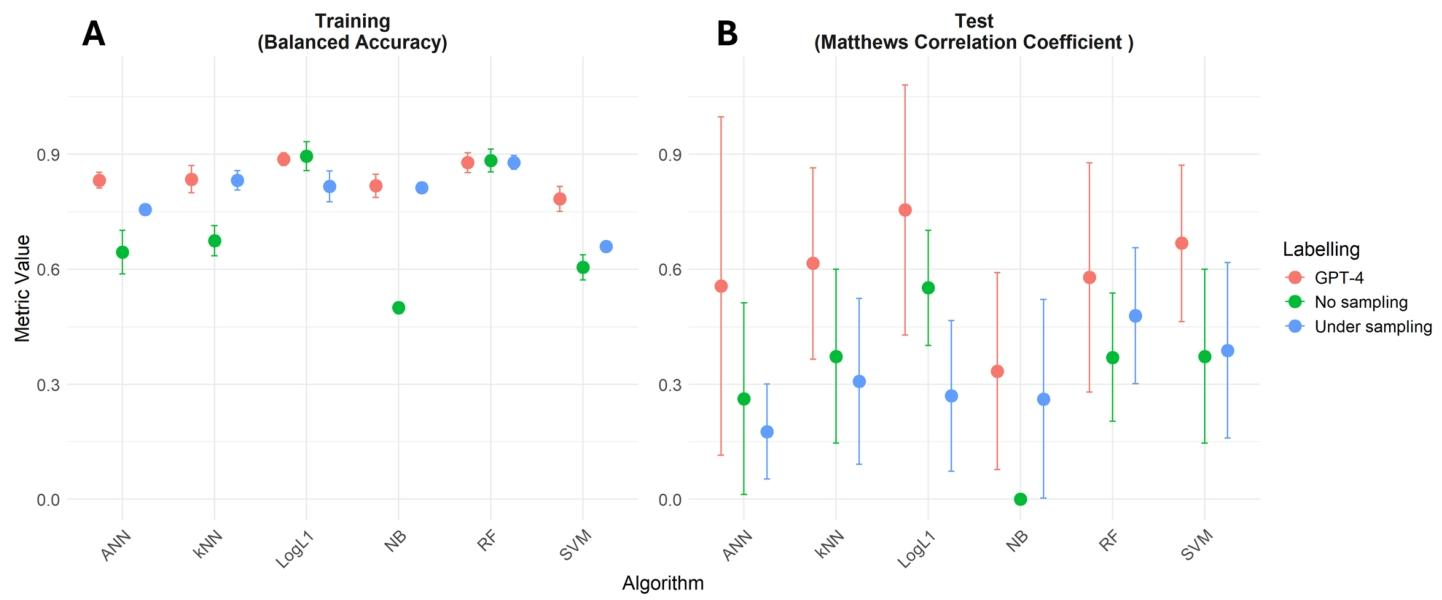 A
Training
(Balanced Accuracy)
B
Test
(Matthews Correlation Coefficient )
Metric Value
0.9
0.6
0.3
0.0
ANN
kNN
LogL1
NB
RF
SVM
0.9
0.6
0.3
0.0
ANN
kNN
LogL1
NB
RF
SVM
Algorithm
Labelling
GPT-4
No sampling
Under sampling